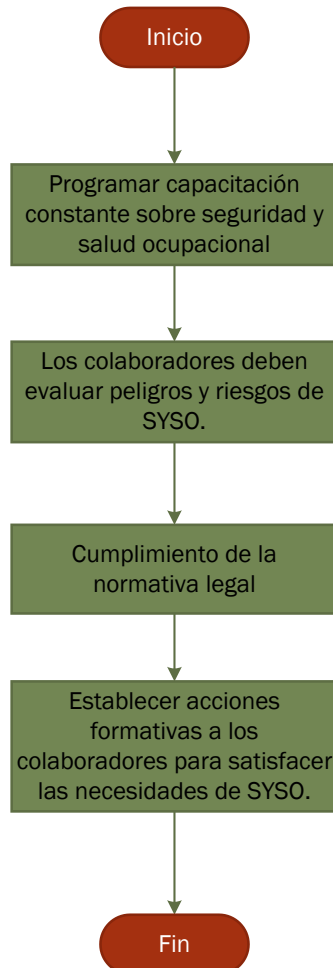 Inicio
Programar capacitación
constante sobre seguridad y
salud ocupacional
Los colaboradores deben
evaluar peligros y riesgos de
SYSO.
Cumplimiento de la
normativa legal
Establecer acciones
formativas a los
colaboradores para satisfacer
las necesidades de SYSO.
Fin